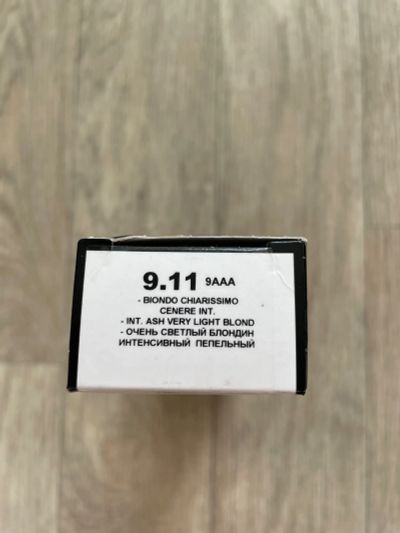 9.11 9AAA
- BIONDO CHIARISSIMO
CENERE INT.
- INT. ASH VERY LIGHT BLOND
- ОЧЕНЬ СВЕТЛЫЙ БЛОНДИН
ИНТЕНСИВНЫЙ ПЕПЕЛЬНЫЙ